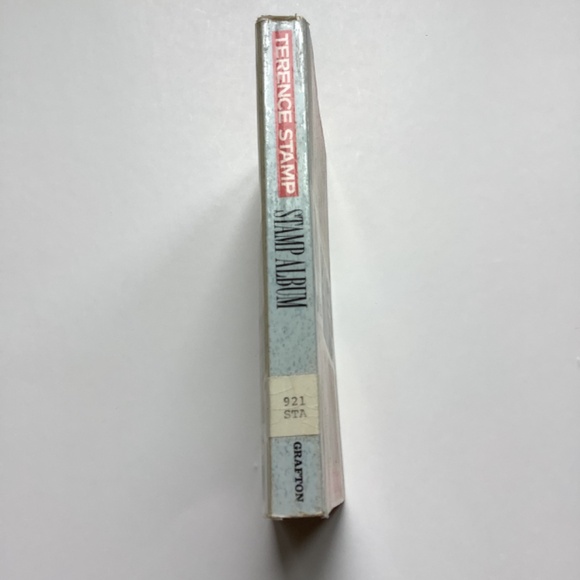 TERENCE STAMP
STAMP ALBUM
921
STA
GRAFTON